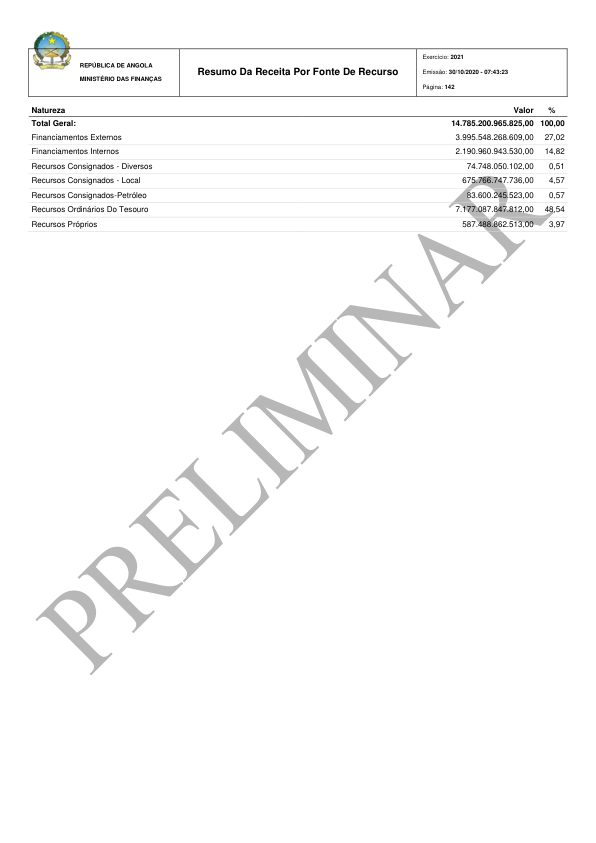 REPÚBLICA DE ANGOLA
MINISTÉRIO DAS FINANÇAS
Resumo Da Receita Por Fonte De Recurso
Exercício: 2021
Emissão: 30/10/2020 - 07:43:23
Página: 142
Natureza Valor %
Total Geral: 14.785.200.965.825,00 100,00
Financiamentos Externos 3.995.548.268.609,00 27,02
Financiamentos Internos 2.190.960.943.530,00 14,82
Recursos Consignados - Diversos 74.748.050.102,00 0,51
Recursos Consignados - Local 675.766.747.736,00 4,57
Recursos Consignados-Petróleo 83.600.245.523,00 0,57
Recursos Ordinários Do Tesouro 7.177.087.847.812,00 48,54
Recursos Próprios 587.488.862.513,00 3,97
PRELIMINAR